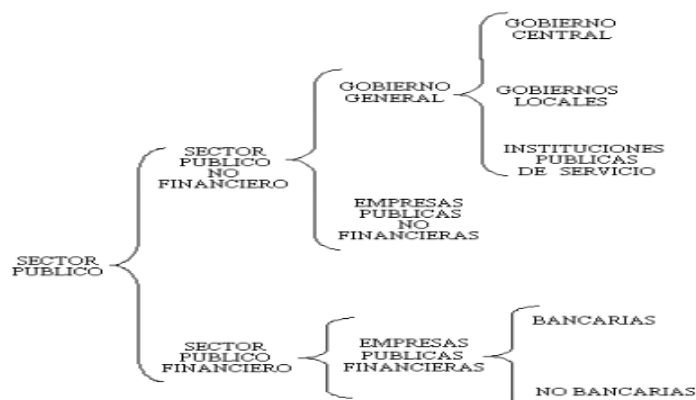 GOBIERNO
CENTRAL
GOBIERNO
GENERAL
GOBIERNOS
LOCALES
INSTITUCIONES
PUBLICAS
DE SERVICIO
SECTOR
PUBLICO
NO
FINANCIERO
EMPRESAS
PUBLICAS
NO
FINANCIERAS
SECTOR
PUBLICO
SECTOR
PUBLICO
FINANCIERO
EMPRESAS
PUBLICAS
FINANCIERAS
BANCARIAS
NO BANCARIAS